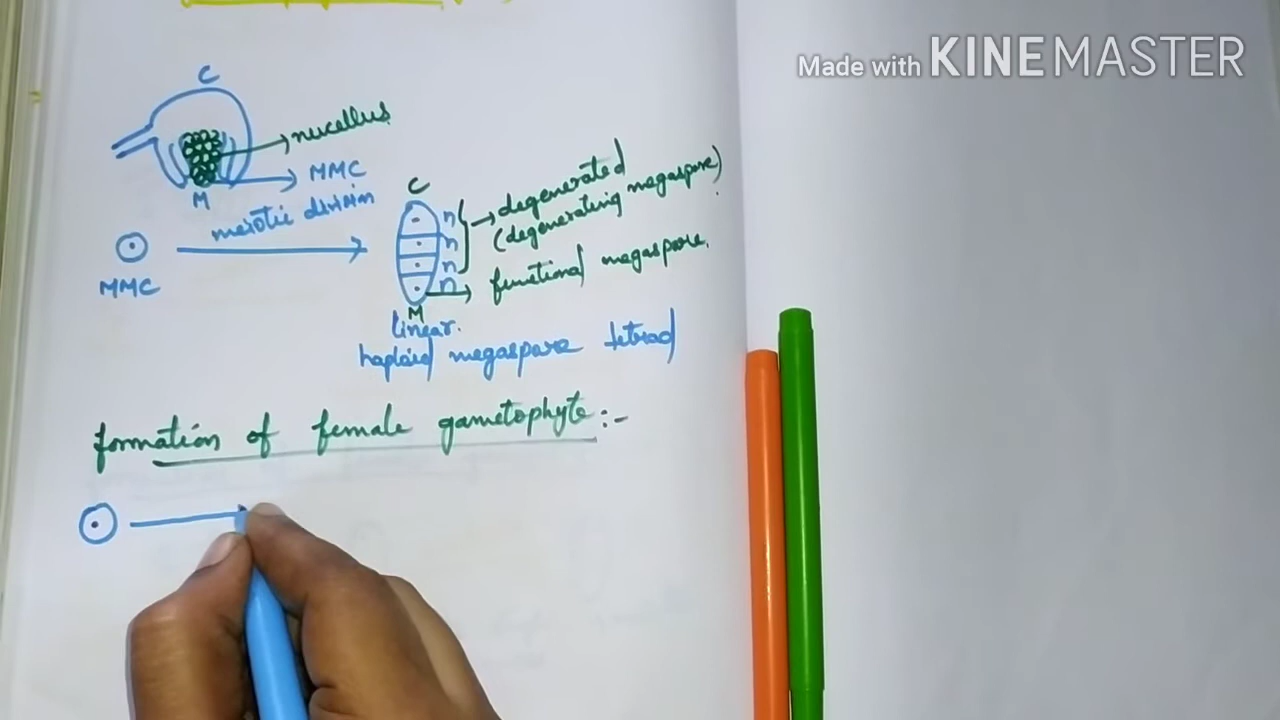 Made with KINEMASTER
C
nucellus
MMC
M
meiotic division
MMC
C
n
n
n
n
degenerated
(degenerating megaspore)
functional megaspore.
M
linear.
haploid megaspore tetrad
formation of female gametophyte:-